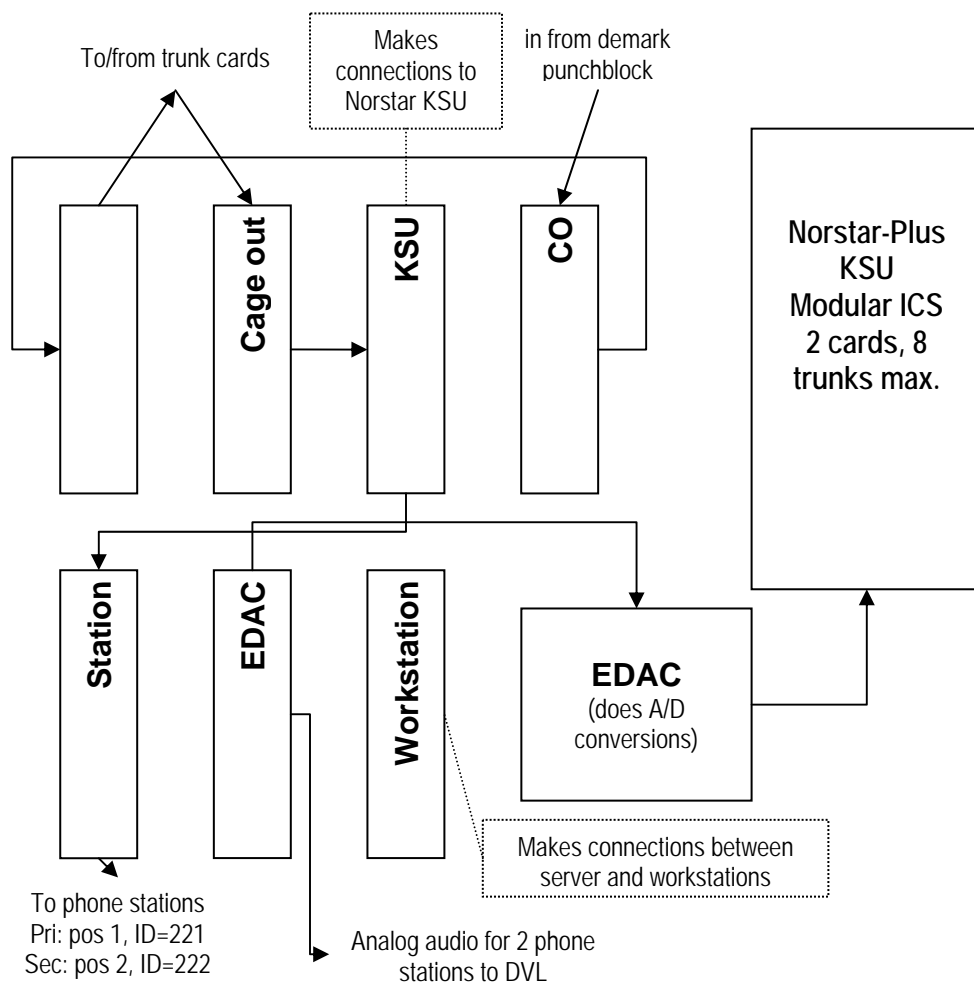 To/from trunk cards
Makes
connections to
Norstar KSU
in from demark
punchblock
Cage out
KSU
CO
Norstar-Plus
KSU
Modular ICS
2 cards, 8
trunks max.
Station
EDAC
Workstation
EDAC
(does A/D
conversions)
Makes connections between
server and workstations
To phone stations
Pri: pos 1, ID=221
Sec: pos 2, ID=222
Analog audio for 2 phone
stations to DVL